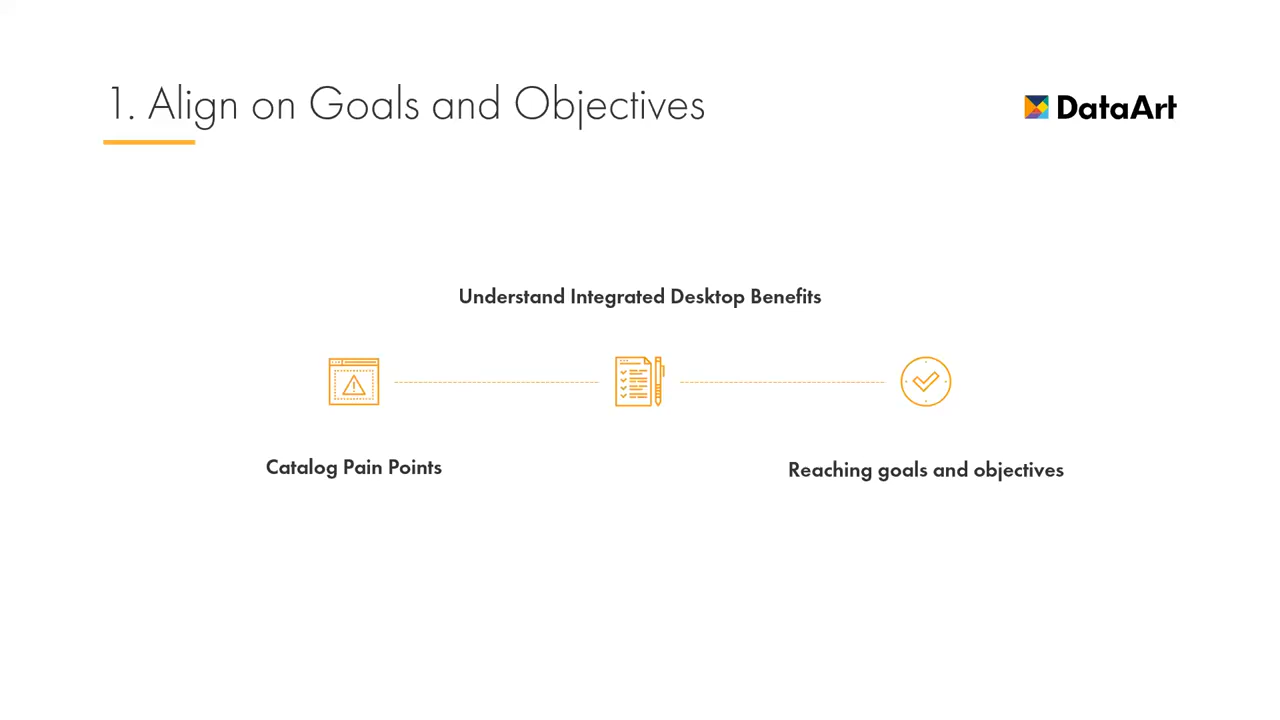 1. Align on Goals and Objectives
DataArt
Understand Integrated Desktop Benefits
Catalog Pain Points
Reaching goals and objectives